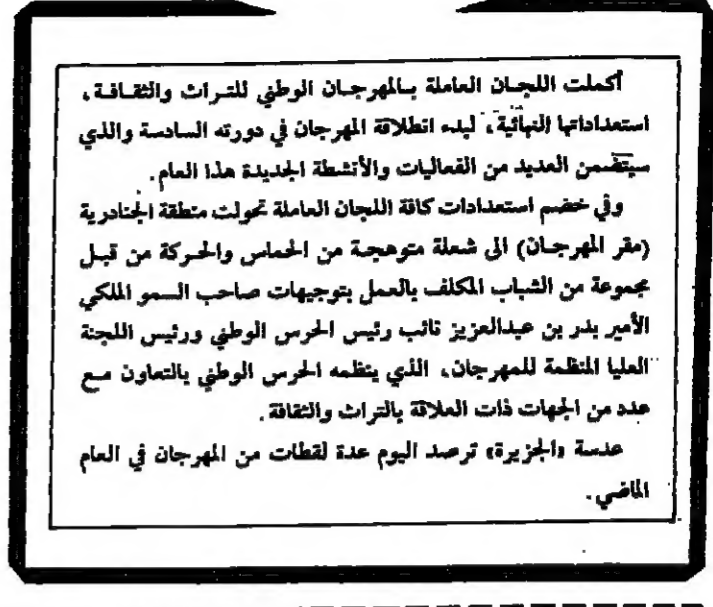 أكملت اللجان العاملة بالمهرجان الوطني للتراث والثقافة ،
استعداداتها النهائية ، لبدء انطلاقة المهرجان في دورته السادسة والذي
سيتضمن العديد من الفعاليات والأنشطة الجديدة هذا العام .
وفي خضم استعدادات كافة اللجان العاملة تحولت منطقة الجنادرية
(مقر المهرجان) الى شعلة متوهجة من الحماس والحركة من قبل
مجموعة من الشباب المكلف بالعمل بتوجيهات صاحب السمو الملكي
الأمير بدر بن عبدالعزيز نائب رئيس الحرس الوطني ورئيس اللجنة
العليا المنظمة للمهرجان ، الذي ينظمه الحرس الوطني بالتعاون مع
عدد من الجهات ذات العلاقة بالتراث والثقافة .
عدسة «الجزيرة» ترصد اليوم عدة لقطات من المهرجان في العام
الماضي .